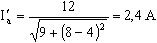 I'ₐ = 12 / √(9 + (8 − 4)²) = 2,4 A